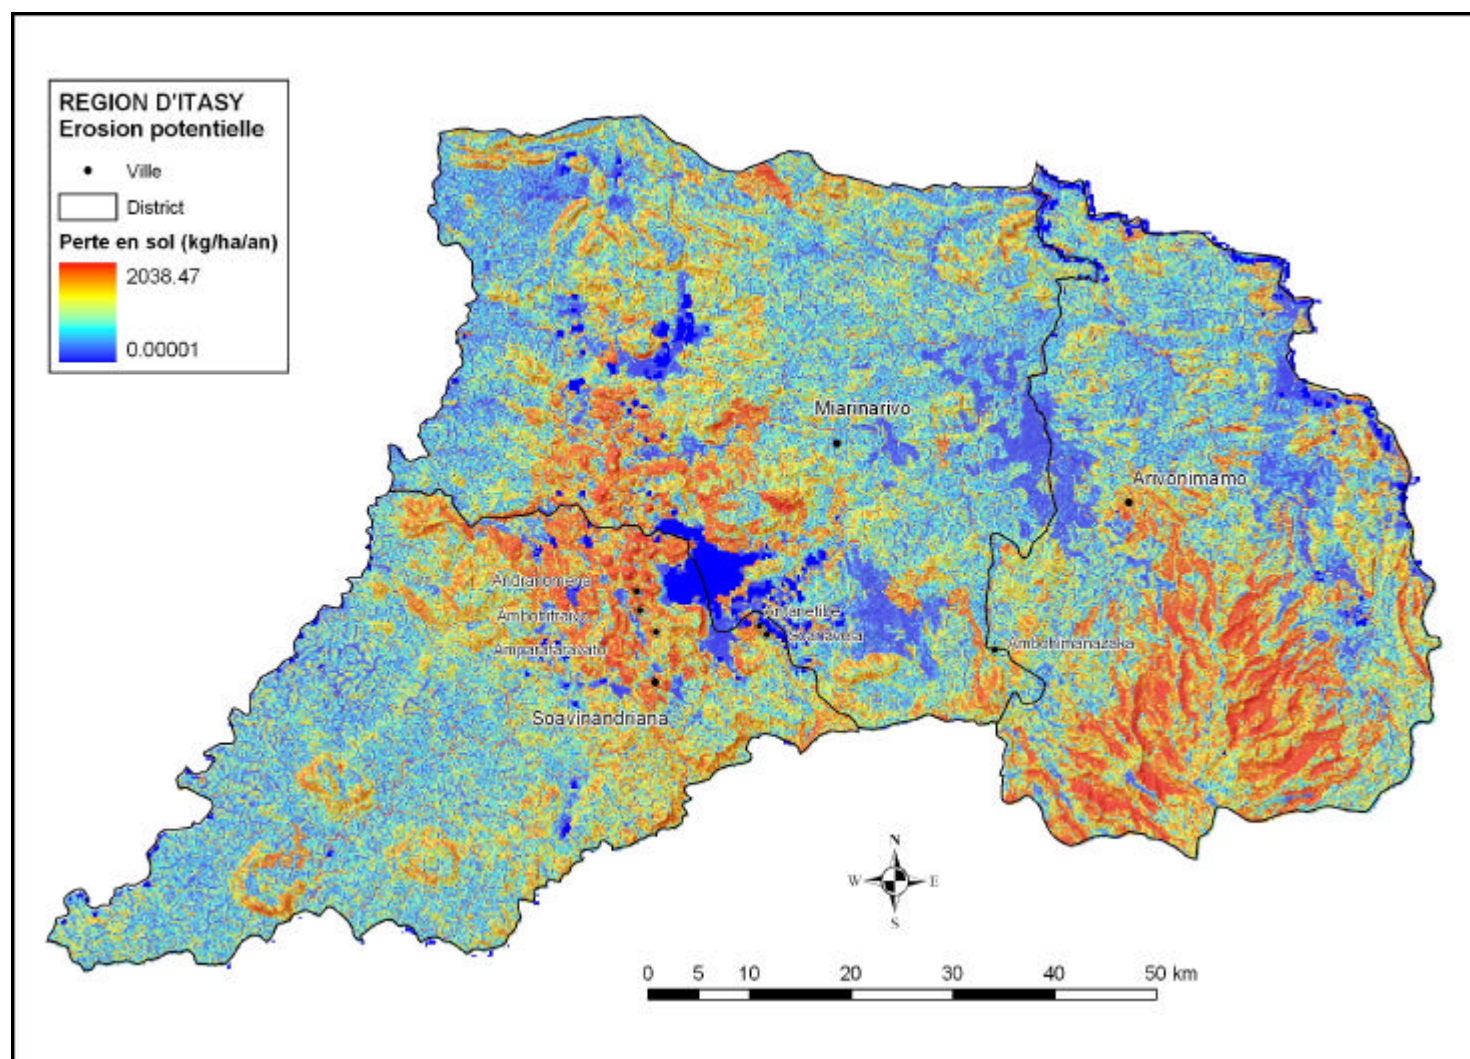 REGION D'ITASY
Erosion potentielle
Ville
District
Perte en sol (kg/ha/an)
2038.47
0.00001
Miarinarivo
Arivonimamo
Ambohimanazaka
Soavinandriana
N
W E
S
0 5 10 20 30 40 50 km